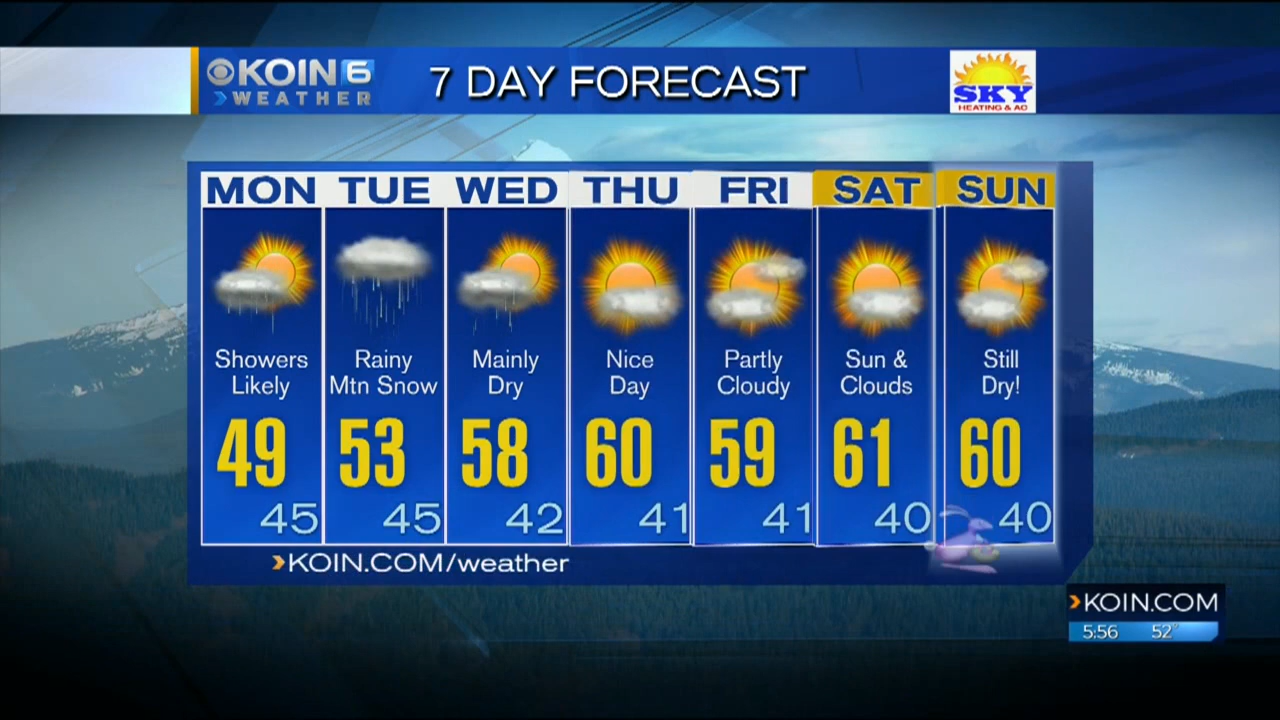 KOIN 6
WEATHER
7 DAY FORECAST
SKY
HEATING & AC
MON TUE WED THU FRI SAT SUN
Showers Likely
Rainy Mtn Snow
Mainly Dry
Nice Day
Partly Cloudy
Sun & Clouds
Still Dry!
49 53 58 60 59 61 60
45 45 42 41 41 40 40
KOIN.COM/weather
KOIN.COM
5:56 52°